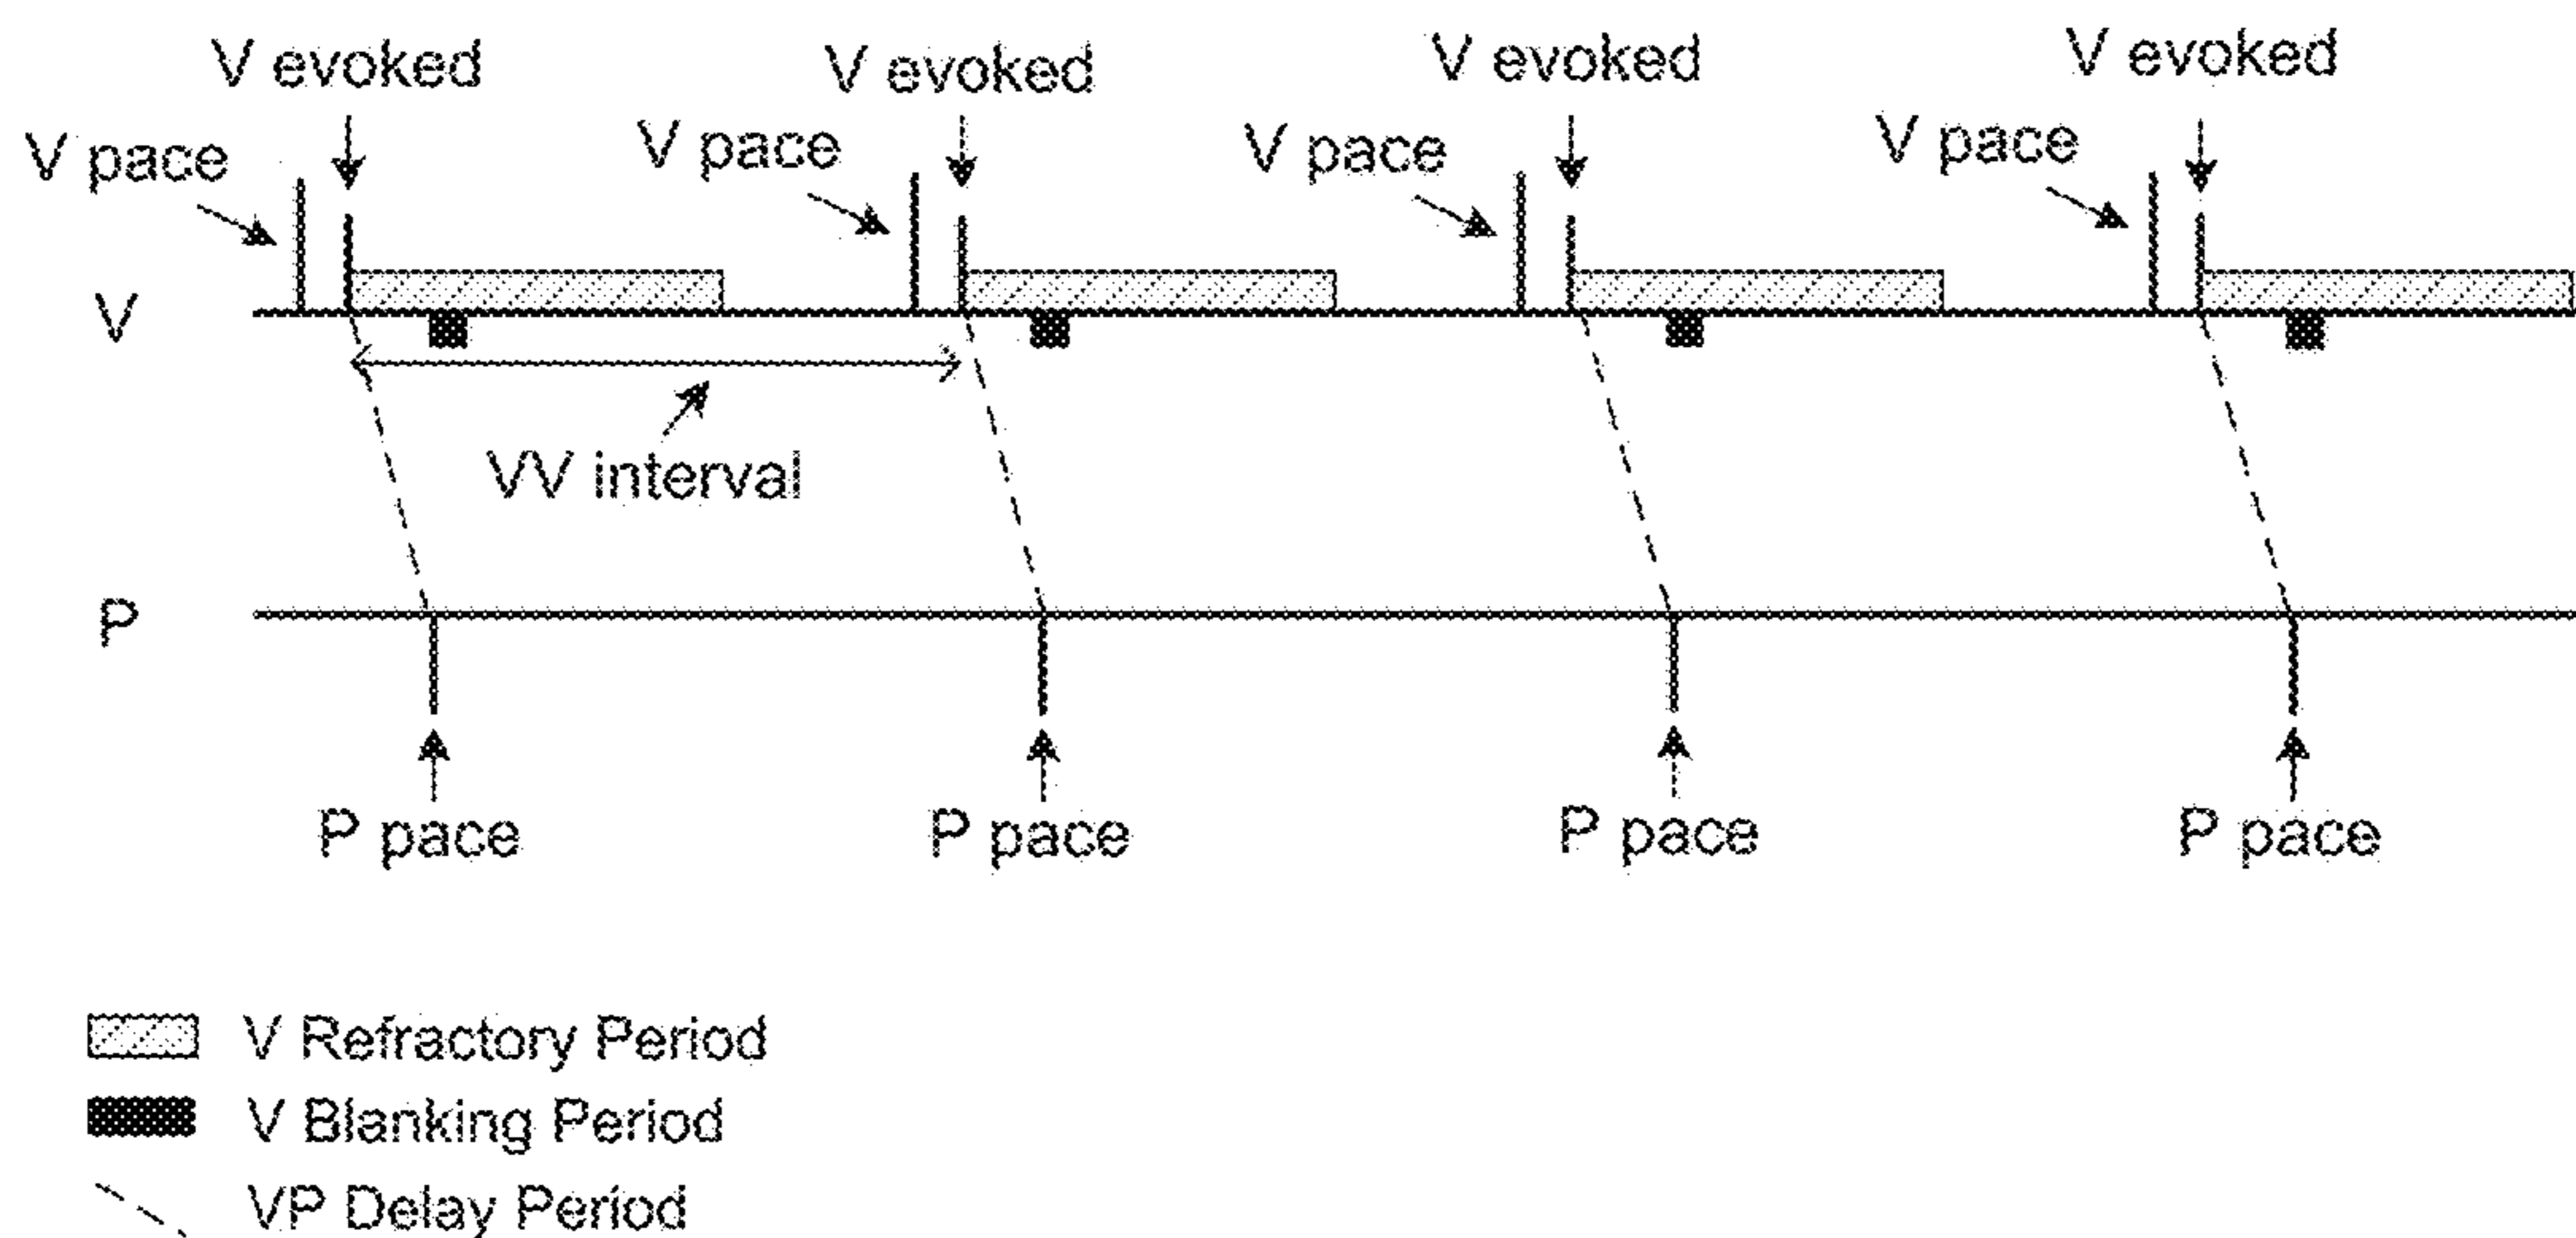 V evoked V evoked V evoked V evoked
V pace V pace V pace V pace
V
VV interval
P
P pace P pace P pace P pace
V Refractory Period
V Blanking Period
VP Delay Period